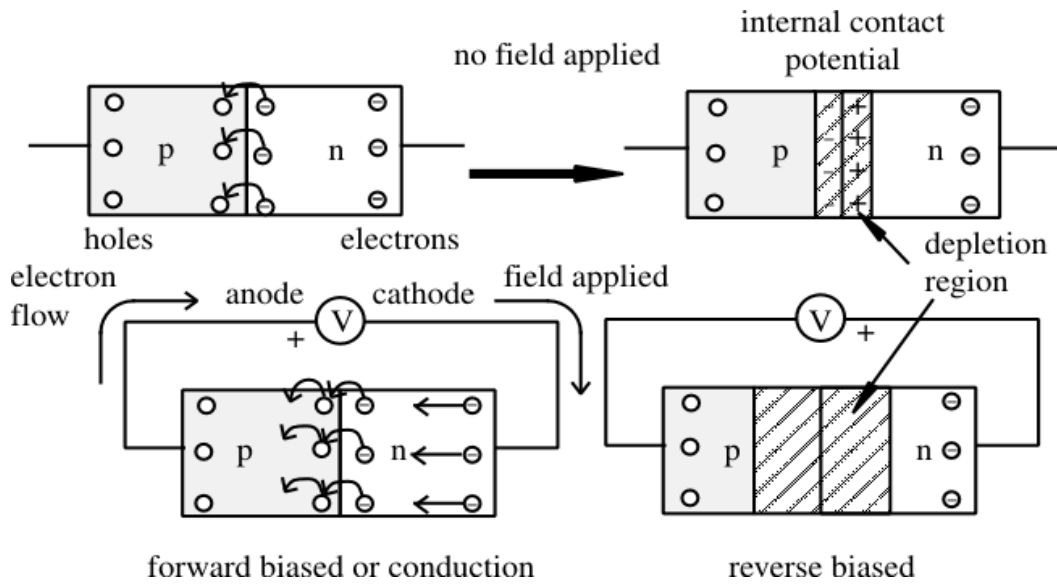 no field applied
internal contact
potential
p
n
p
n
holes
electrons
depletion
region
electron
flow
anode
cathode
field applied
V
+
V
+
p
n
p
n
forward biased or conduction
reverse biased